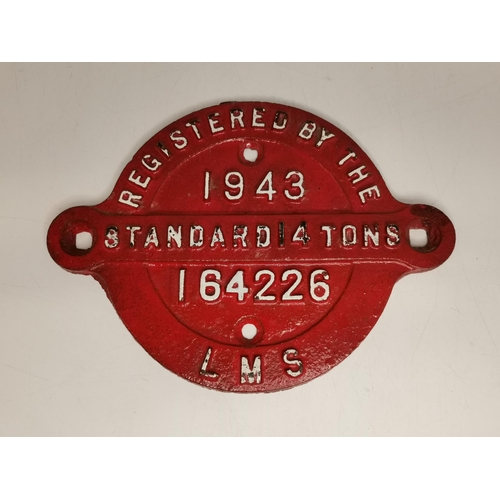 REGISTERED BY THE
1943
STANDARD 14 TONS
164226
LMS